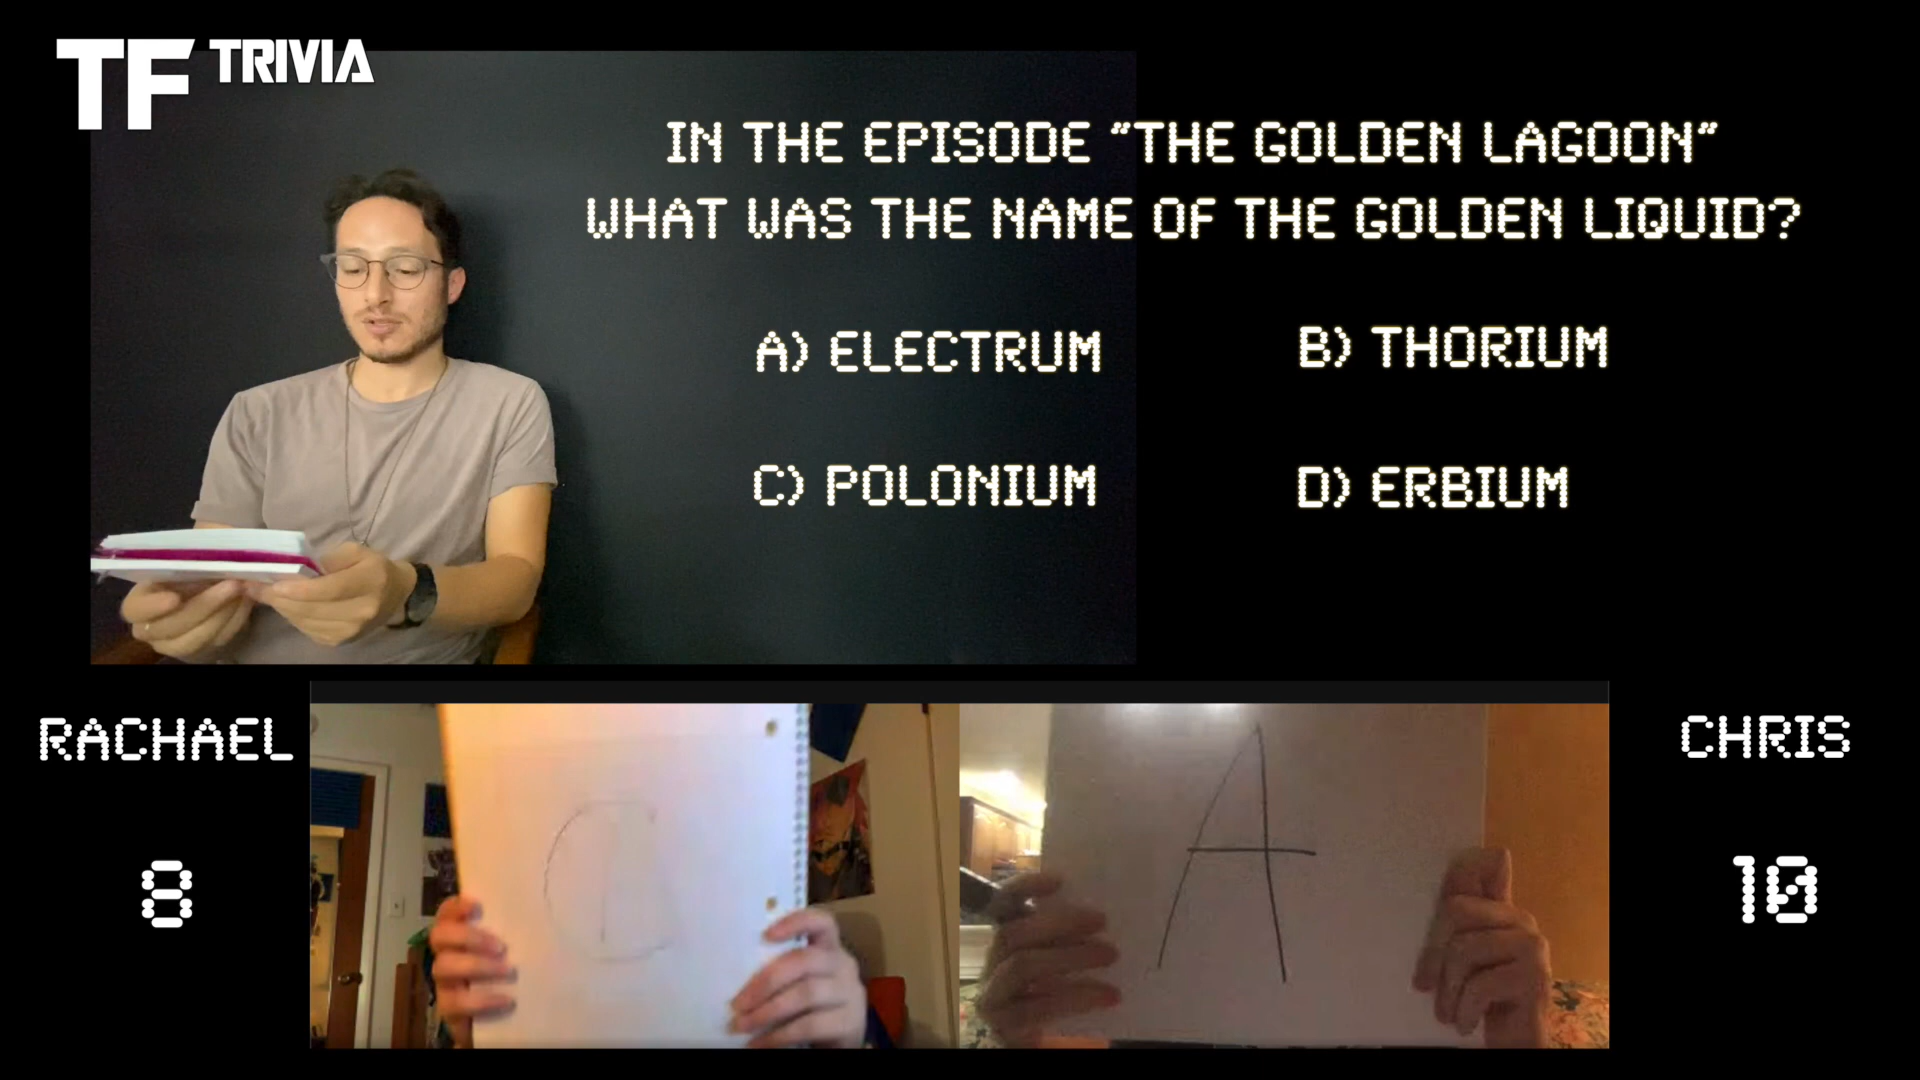 TF TRIVIA
IN THE EPISODE "THE GOLDEN LAGOON"
WHAT WAS THE NAME OF THE GOLDEN LIQUID?
A) ELECTRUM
B) THORIUM
C) POLONIUM
D) ERBIUM
RACHAEL
8
C
A
CHRIS
10